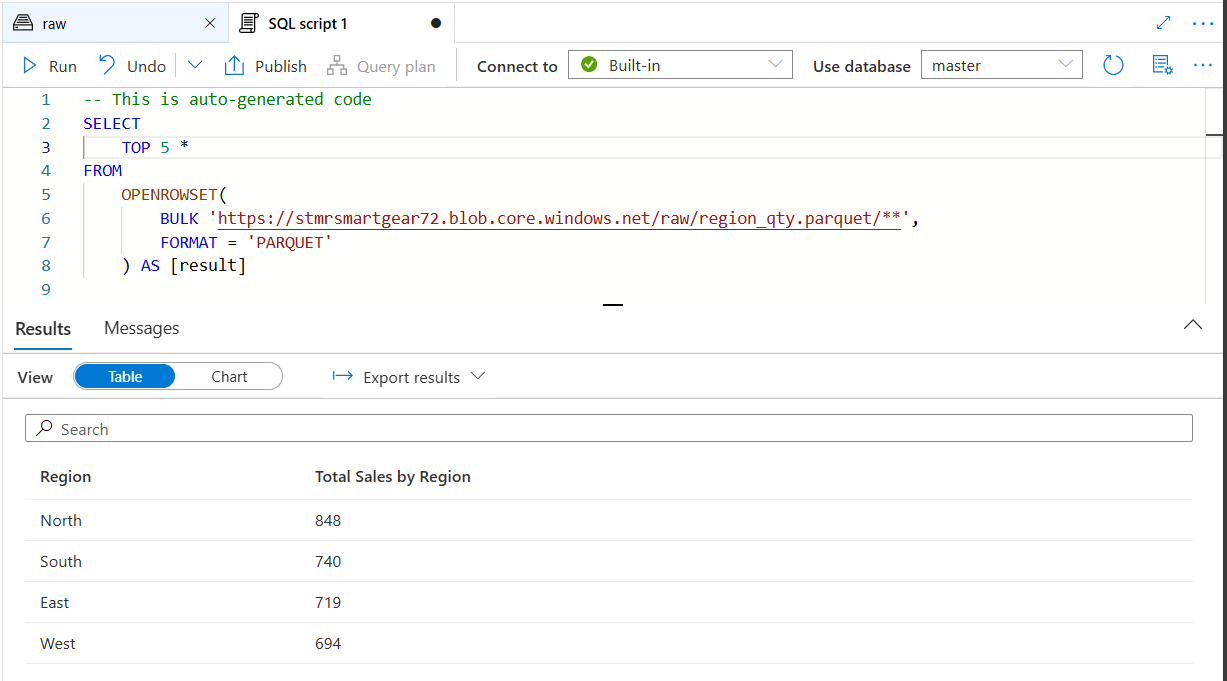 raw SQL script 1
Run Undo Publish Query plan Connect to Built-in Use database master
1 -- This is auto-generated code
2 SELECT
3 TOP 5 *
4 FROM
5 OPENROWSET(
6 BULK 'https://stmrsmartgear72.blob.core.windows.net/raw/region_qty.parquet/**',
7 FORMAT = 'PARQUET'
8 ) AS [result]
9
Results Messages
View Table Chart Export results
Search
Region Total Sales by Region
North 848
South 740
East 719
West 694